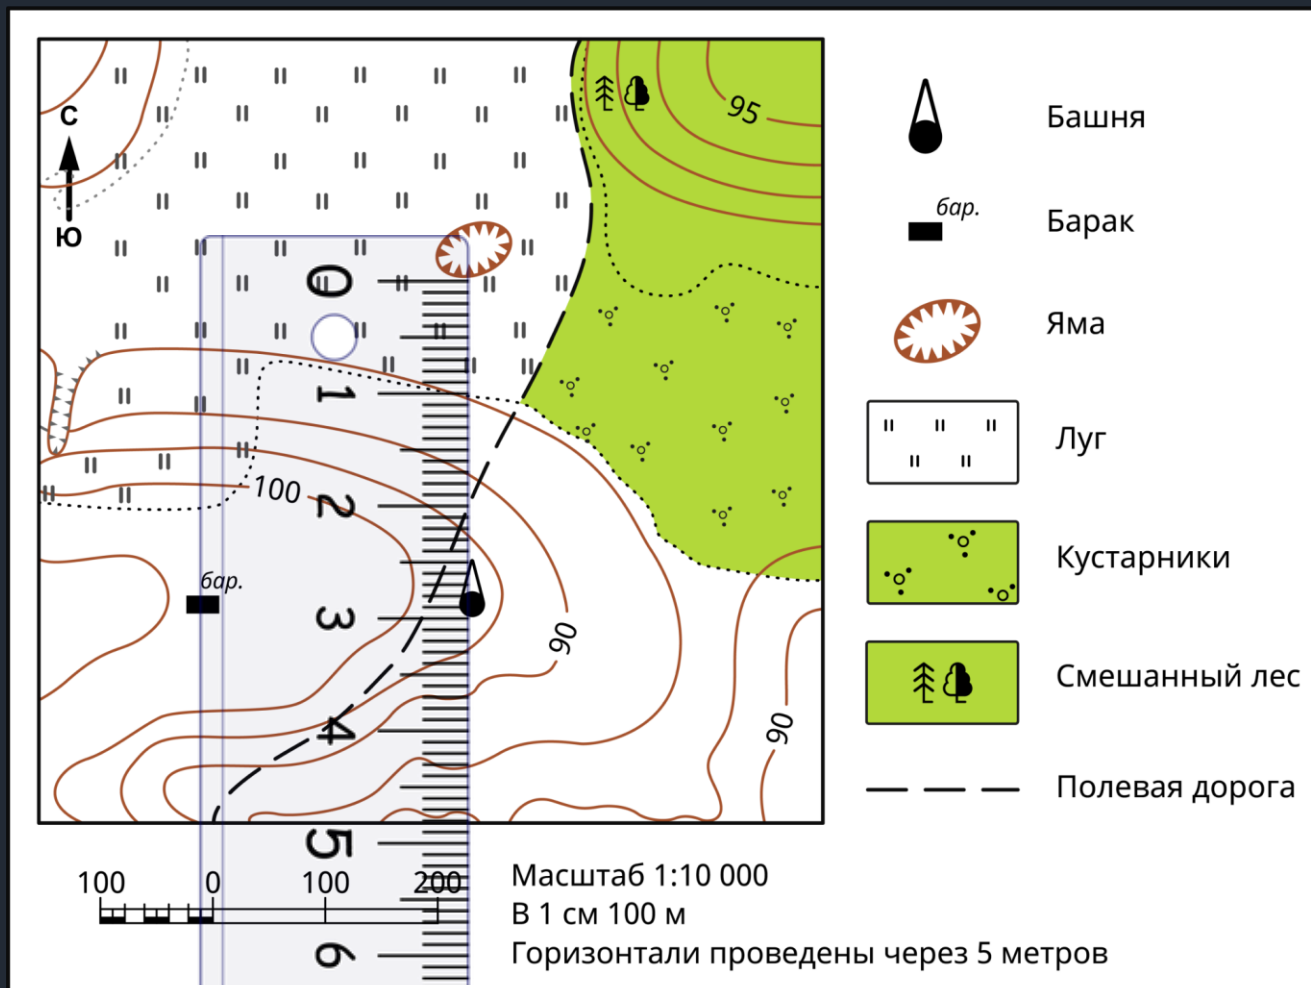 С
Ю
95
100
бар.
90
90
0
1
2
3
4
5
6
100 0 100 200
Масштаб 1:10 000
В 1 см 100 м
Горизонтали проведены через 5 метров
Башня
бар.
Барак
Яма
Луг
Кустарники
Смешанный лес
Полевая дорога